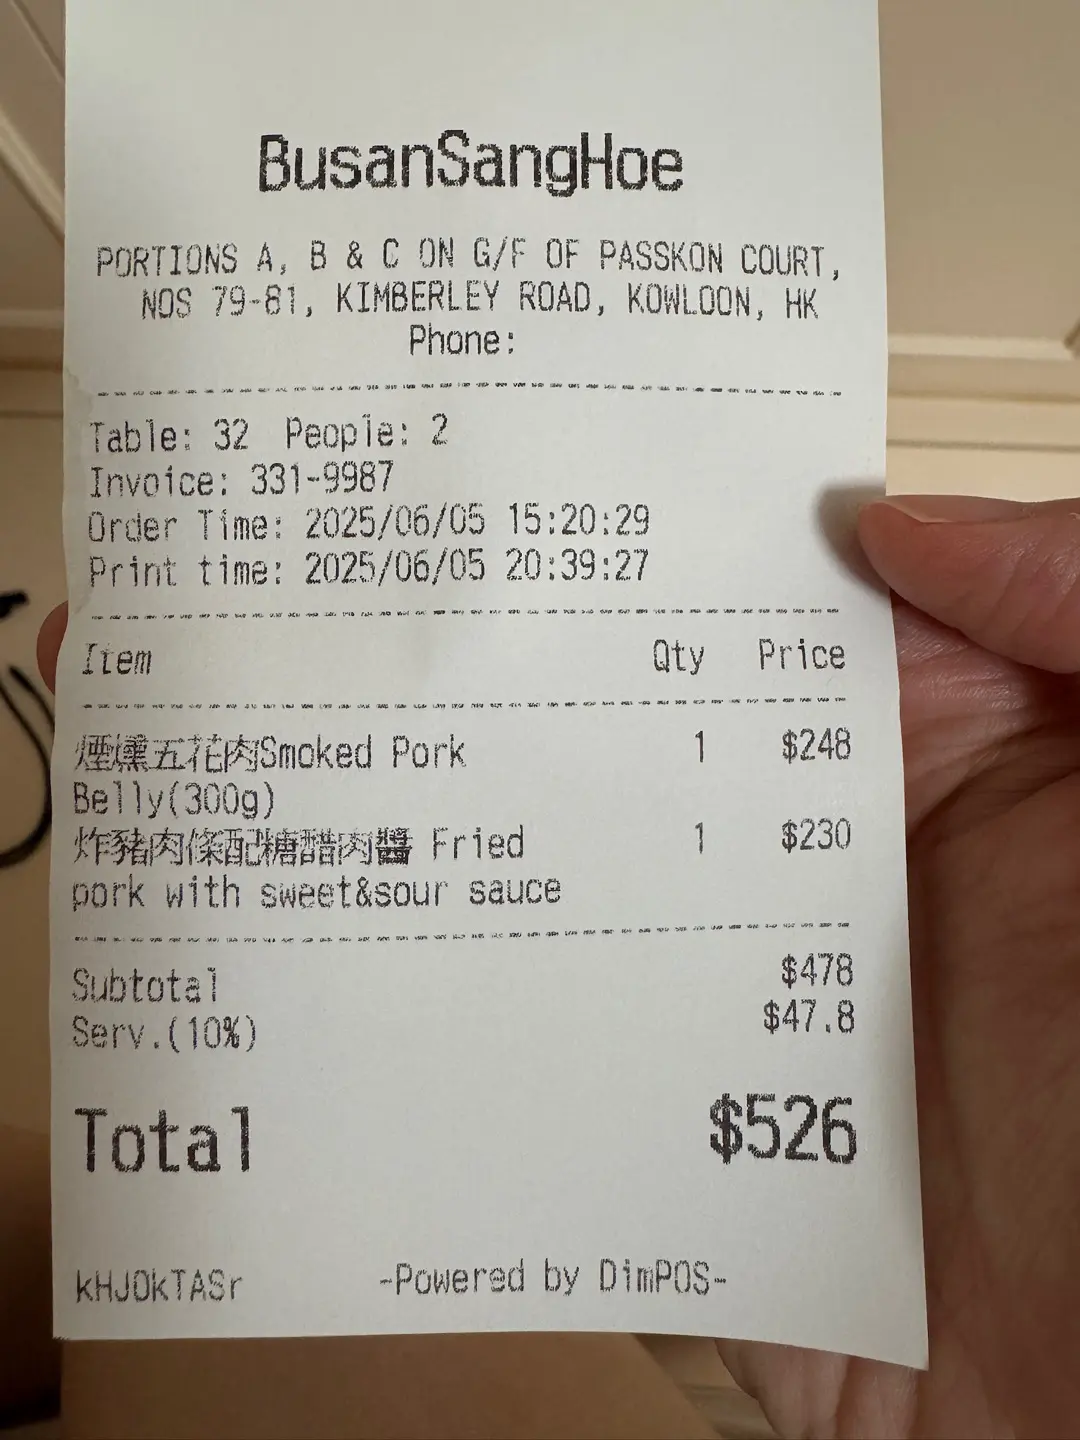 BusanSangHoe
PORTIONS A, B & C ON G/F OF PASSKON COURT,
NOS 79-81, KIMBERLEY ROAD, KOWLOON, HK
Phone:
Table: 32 People: 2
Invoice: 331-9987
Order Time: 2025/06/05 15:20:29
Print time: 2025/06/05 20:39:27
Item Qty Price
煙燻五花肉Smoked Pork 1 $248
Belly(300g)
炸豬肉條配糖醋肉醬 Fried 1 $230
pork with sweet&sour sauce
Subtotal $478
Serv.(10%) $47.8
Total $526
kHJOkTASr -Powered by DimPOS-